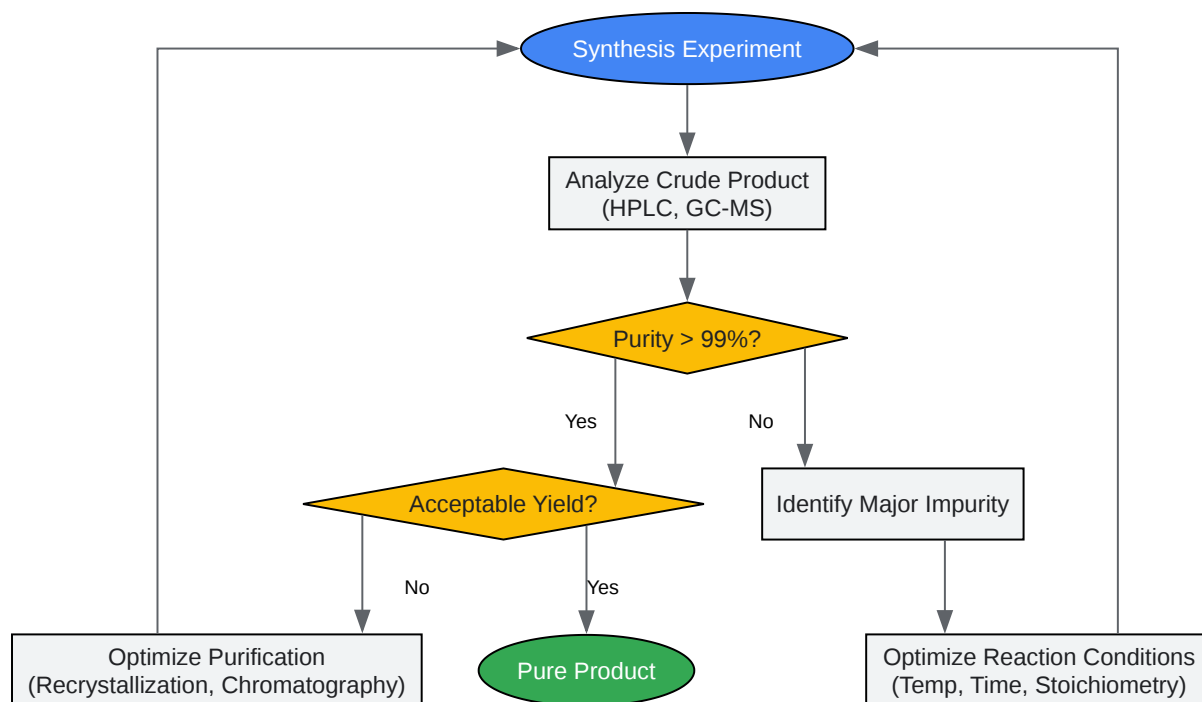 Synthesis Experiment
Analyze Crude Product
(HPLC, GC-MS)
Purity > 99%?
Yes
No
Acceptable Yield?
Identify Major Impurity
No
Yes
Optimize Purification
(Recrystallization, Chromatography)
Pure Product
Optimize Reaction Conditions
(Temp, Time, Stoichiometry)